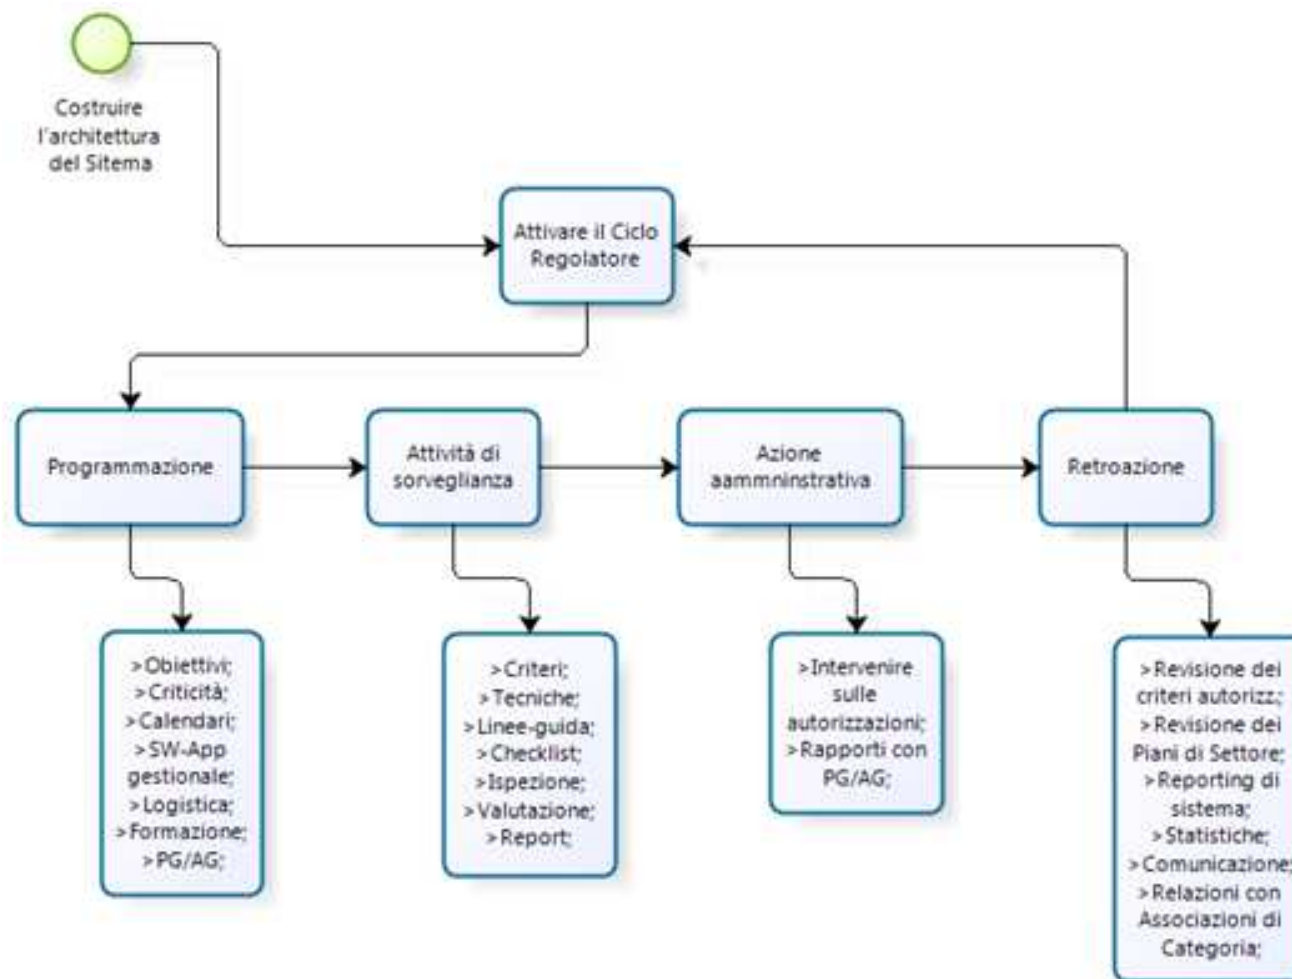 Costruire
l'architettura
del Sitema
Attivare il Ciclo
Regolatore
Programmazione
Attività di
sorveglianza
Azione
aammninstrativa
Retroazione
>Obiettivi;
>Criticità;
>Calendari;
>SW-App
gestionale;
>Logistica;
>Formazione;
>PG/AG;
>Criteri;
>Tecniche;
>Linee-guida;
>Checklist;
>Ispezione;
>Valutazione;
>Report;
>Intervenire
sulle
autorizzazioni;
>Rapporti con
PG/AG;
>Revisione dei
criteri autorizz.;
>Revisione dei
Piani di Settore;
>Reporting di
sistema;
>Statistiche;
>Comunicazione;
>Relazioni con
Associazioni di
Categoria;